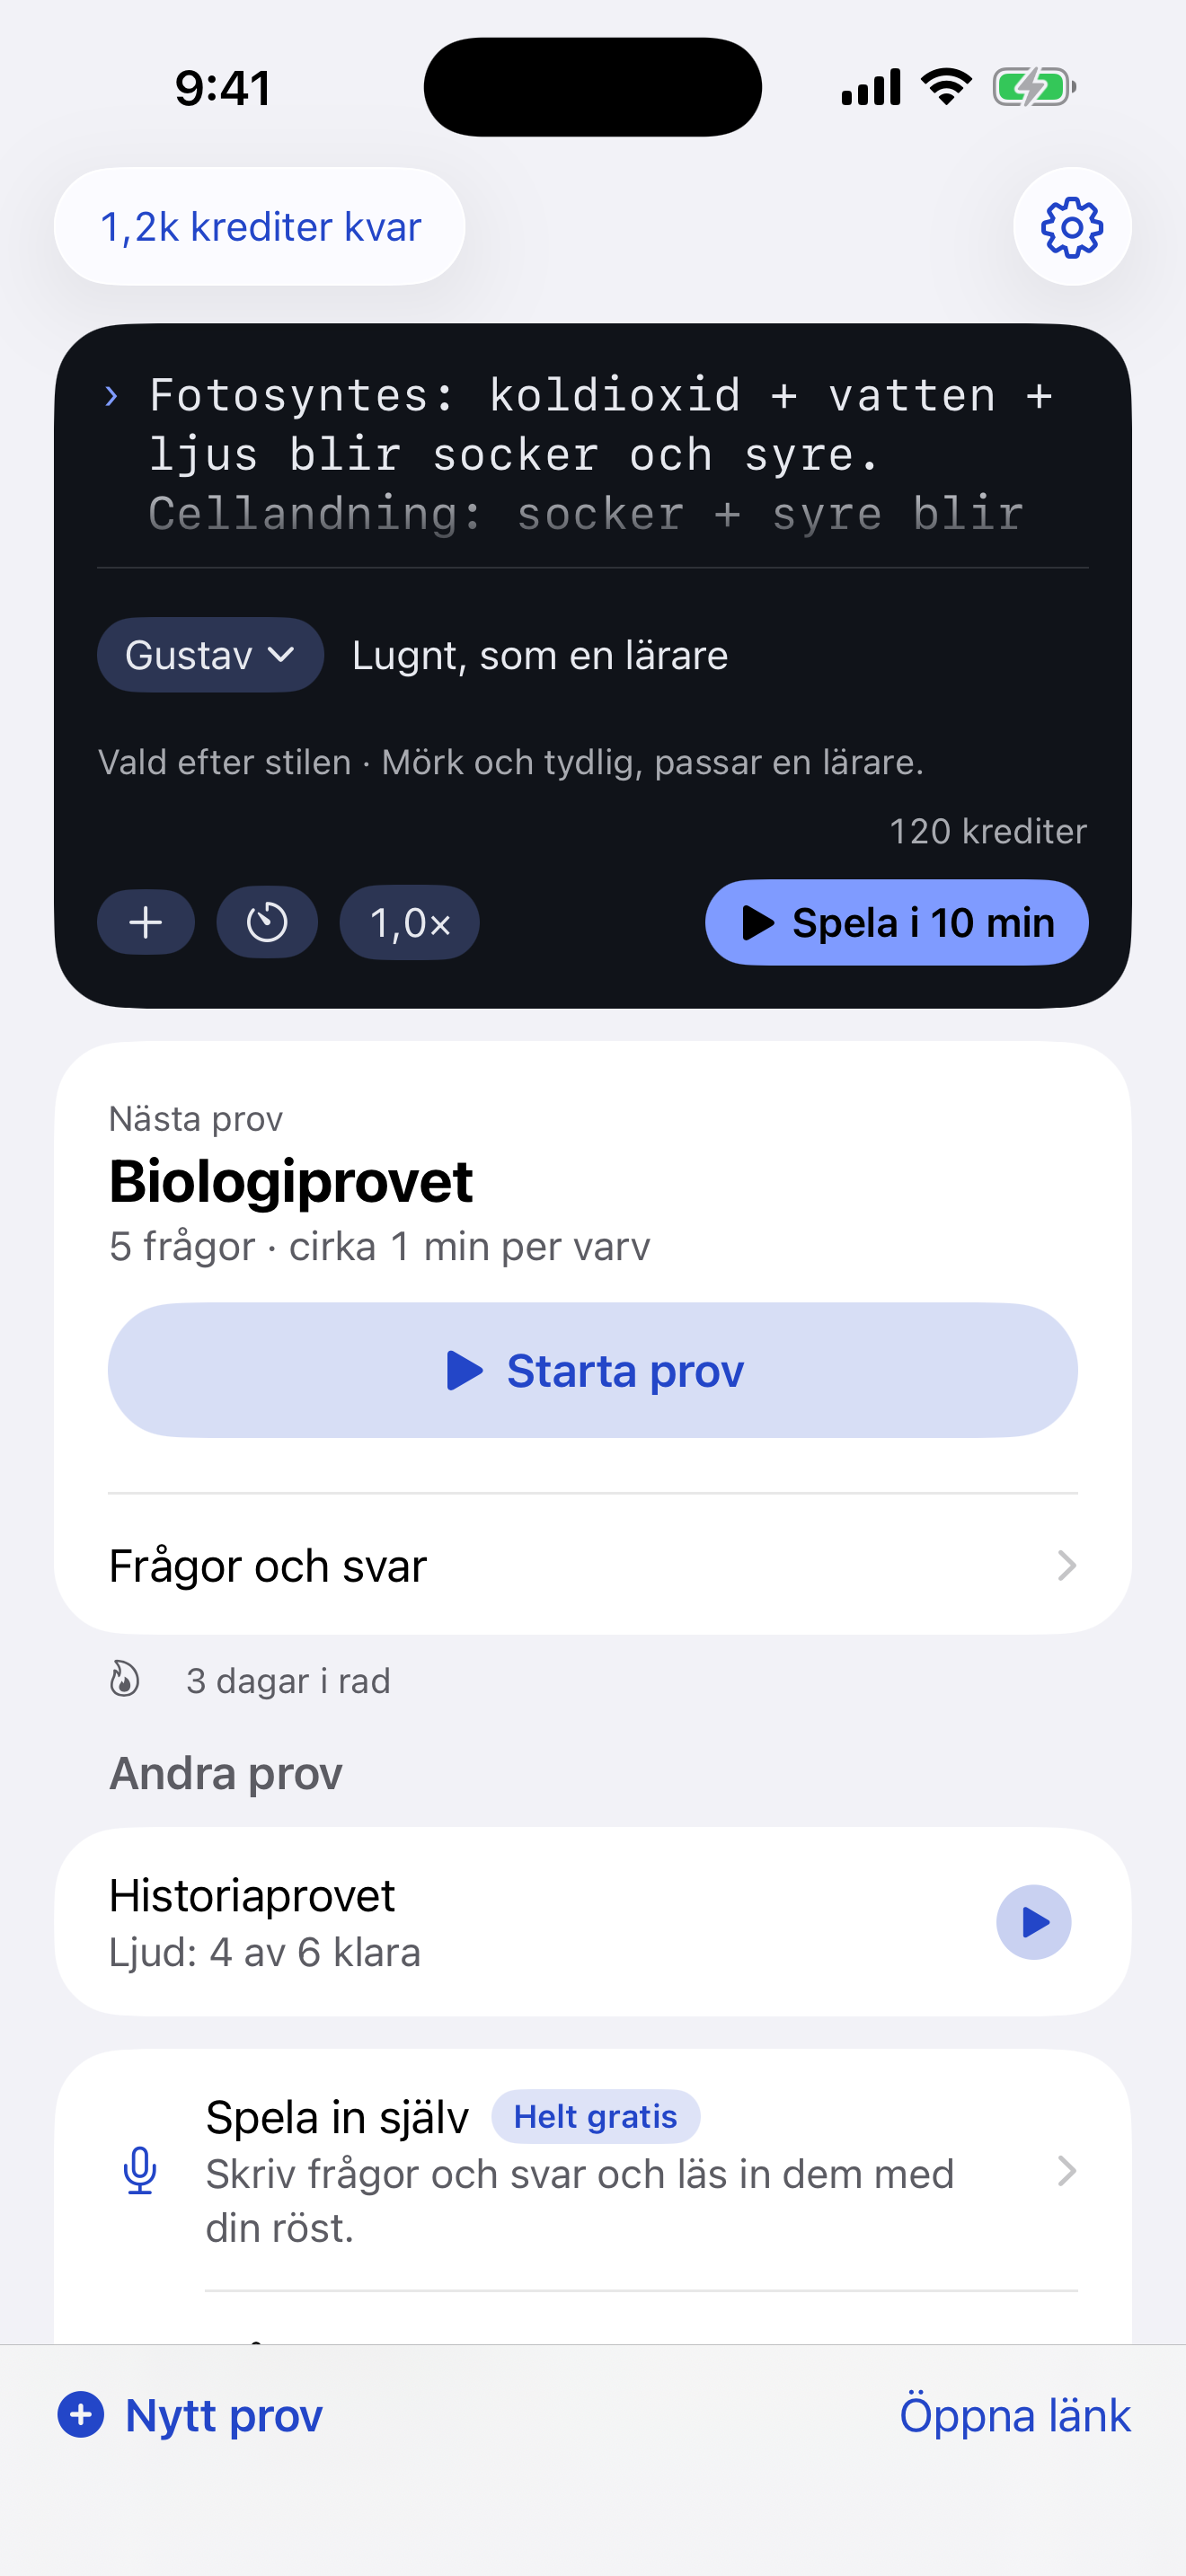 9:41
1,2k krediter kvar
› Fotosyntes: koldioxid + vatten +
ljus blir socker och syre.
Cellandning: socker + syre blir
Gustav
Lugnt, som en lärare
Vald efter stilen · Mörk och tydlig, passar en lärare.
120 krediter
1,0×
Spela i 10 min
Nästa prov
Biologiprovet
5 frågor · cirka 1 min per varv
Starta prov
Frågor och svar
3 dagar i rad
Andra prov
Historiaprovet
Ljud: 4 av 6 klara
Spela in själv
Helt gratis
Skriv frågor och svar och läs in dem med
din röst.
Nytt prov
Öppna länk